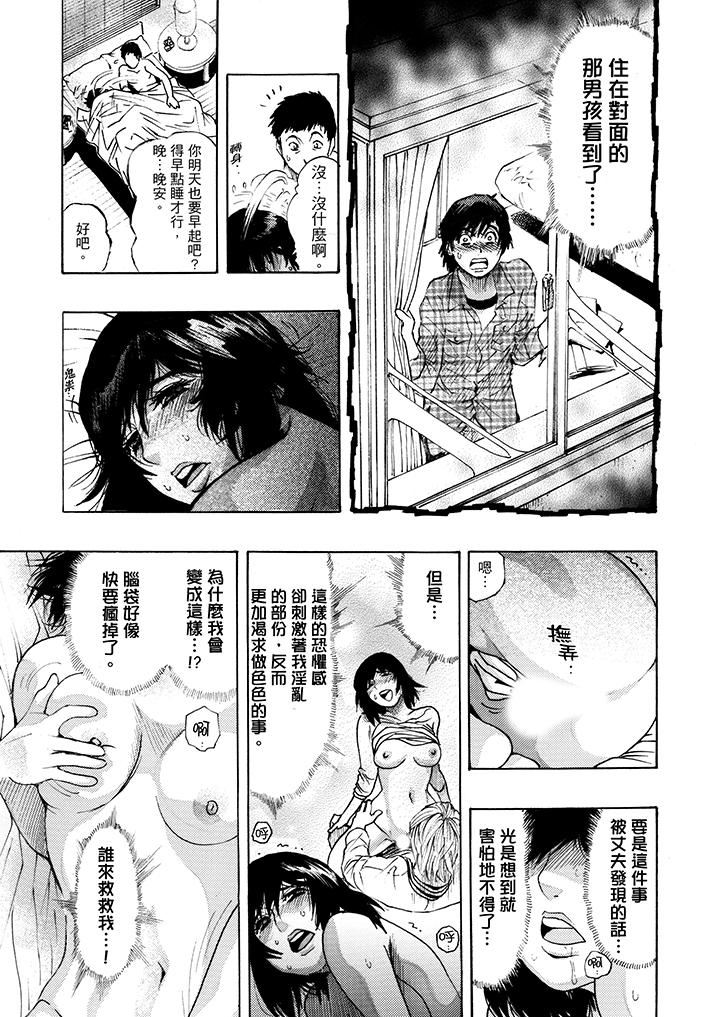 住在對面的
那男孩看到了……
沒…沒什麼啊。
轉身
你明天也要早起吧?
得早點睡才行,
晚…晚安。
好吧。
鬼祟…
嗯…
撫弄…
要是這件事
被丈夫發現的話…
光是想到就
害怕地不得了…
啊…
但是…
這樣的恐懼感
卻刺激著我淫亂
的部份,反而
更加渴求做色色
的事。
呼…
呼…
為什麼我會
變成這樣…!?
腦袋好像
快要瘋掉了。
啊…
啊…
誰來救救
我…!